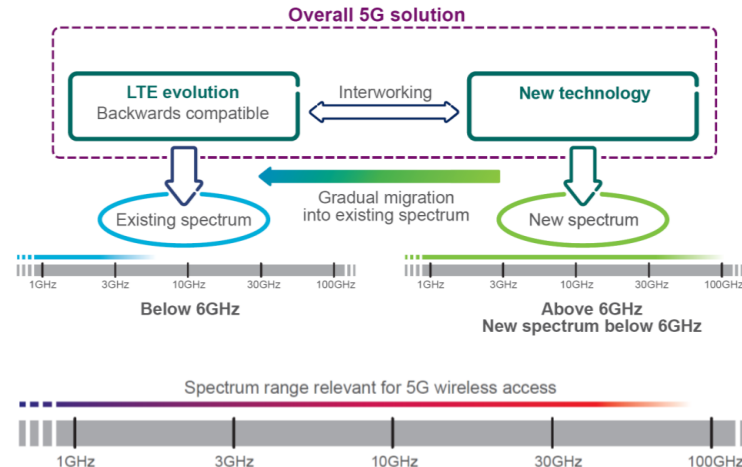 Overall 5G solution
LTE evolution
Backwards compatible
Interworking
New technology
Existing spectrum
Gradual migration
into existing spectrum
New spectrum
1GHz 3GHz 10GHz 30GHz 100GHz
Below 6GHz
1GHz 3GHz 10GHz 30GHz 100GHz
Above 6GHz
New spectrum below 6GHz
Spectrum range relevant for 5G wireless access
1GHz 3GHz 10GHz 30GHz 100GHz